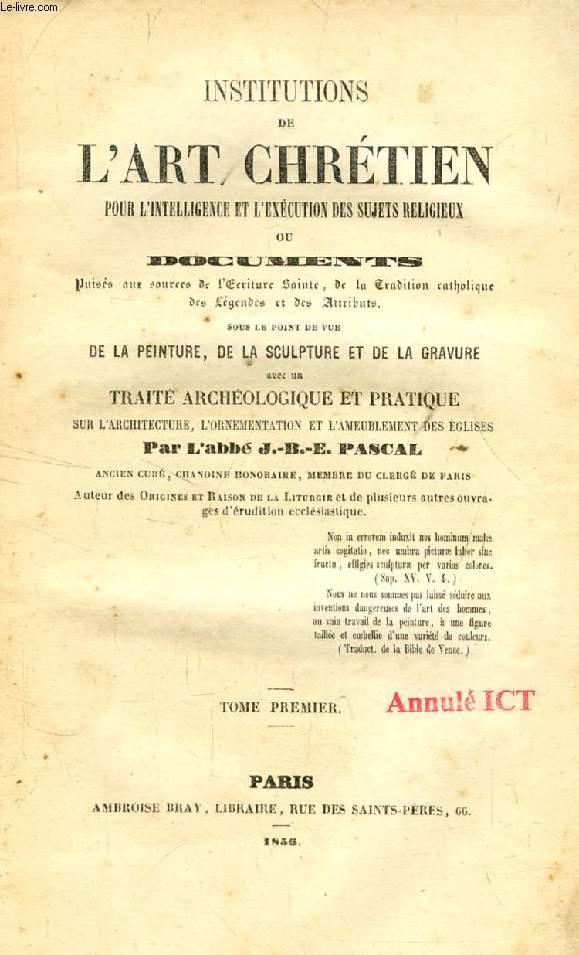 Le-livre.com
INSTITUTIONS
DE
L'ART CHRÉTIEN
POUR L'INTELLIGENCE ET L'EXÉCUTION DES SUJETS RELIGIEUX
OU
DOCUMENTS
Puisés aux sources de l'Ecriture Sainte, de la Tradition catholique
des Légendes et des Attributs.
SOUS LE POINT DE VUE
DE LA PEINTURE, DE LA SCULPTURE ET DE LA GRAVURE
avec un
TRAITÉ ARCHÉOLOGIQUE ET PRATIQUE
SUR L'ARCHITECTURE, L'ORNEMENTATION ET L'AMEUBLEMENT DES ÉGLISES
Par L'abbé J.-B.-E. PASCAL
ANCIEN CURÉ, CHANOINE HONORAIRE, MEMBRE DU CLERGÉ DE PARIS
Auteur des ORIGINES ET RAISON DE LA LITURGIE et de plusieurs autres ouvra-
ges d'érudition ecclésiastique.
Non in errorem induxit nos hominum malæ
artis cogitatio, nec umbra picturæ labor sine
fructu, effigies sculpturæ per varios colores.
(Sap. XV. V. 4.)
Nous ne nous sommes pas laissé séduire aux
inventions dangereuses de l'art des hommes,
au vain travail de la peinture, à une figure
taillée et embellie d'une variété de couleurs.
(Traduct. de la Bible de Vence.)
TOME PREMIER.
Annulé ICT
PARIS
AMBROISE BRAY, LIBRAIRE, RUE DES SAINTS-PÈRES, 66.
1856.